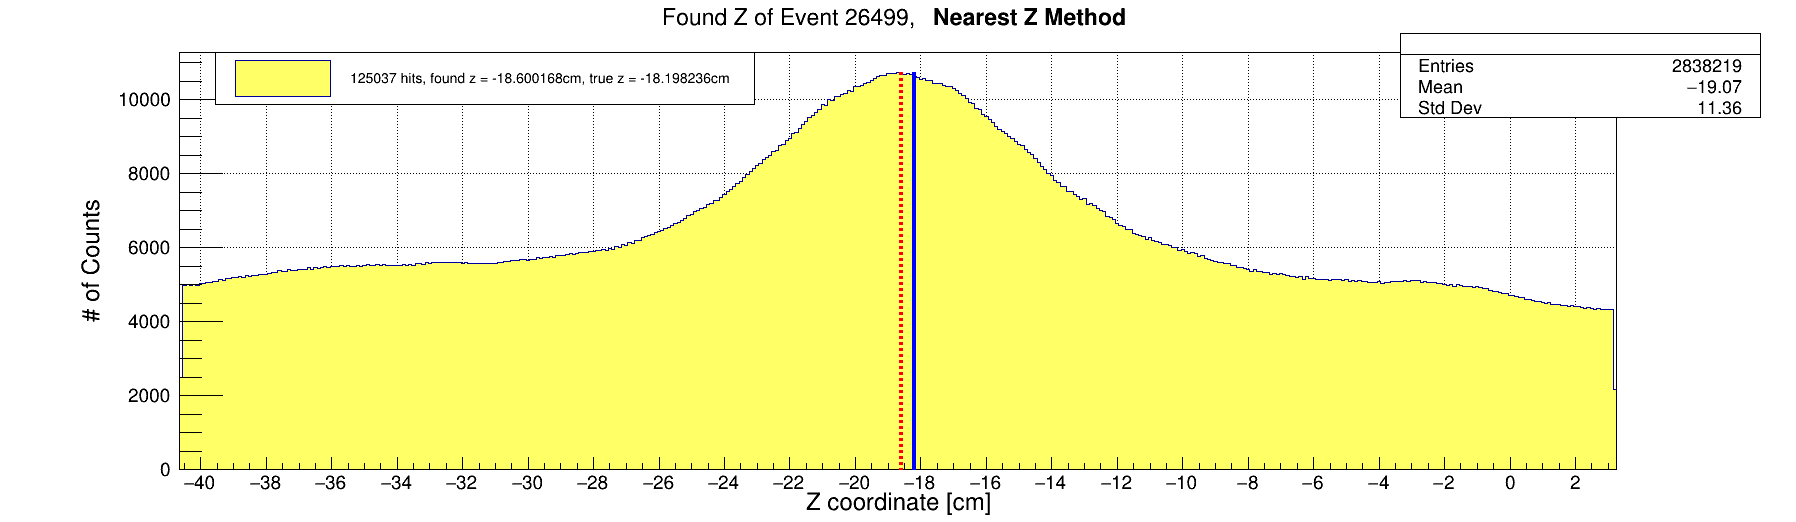 Found Z of Event 26499, Nearest Z Method
125037 hits, found z = -18.600168cm, true z = -18.198236cm
Entries 2838219
Mean −19.07
Std Dev 11.36
# of Counts
10000
8000
6000
4000
2000
0
−40 −38 −36 −34 −32 −30 −28 −26 −24 −22 −20 −18 −16 −14 −12 −10 −8 −6 −4 −2 0 2
Z coordinate [cm]